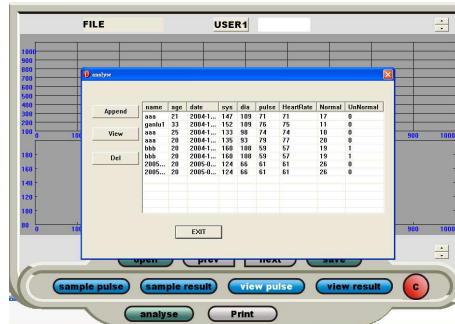 FILE USER1
1000
900
800
700
600
500
400
300
200
100
analyse
Append
View
Del
name age date sys dia pulse HeartRate Normal UnNormal
aaa 21 2004-1... 147 109 71 71 17 0
ganlu1 33 2004-1... 152 109 76 75 11 0
aaa 25 2004-1... 133 98 74 74 10 0
aaa 20 2004-1... 135 93 79 77 20 0
bbb 20 2004-1... 160 108 59 57 19 1
bbb 20 2004-1... 160 108 59 57 19 1
2005... 20 2005-0... 124 66 61 61 26 0
2005... 20 2005-0... 124 66 61 61 26 0
EXIT
0 900 1000
180
160
140
120
100
80
0 900 1000
open prev next save
sample pulse sample result view pulse view result C
analyse Print